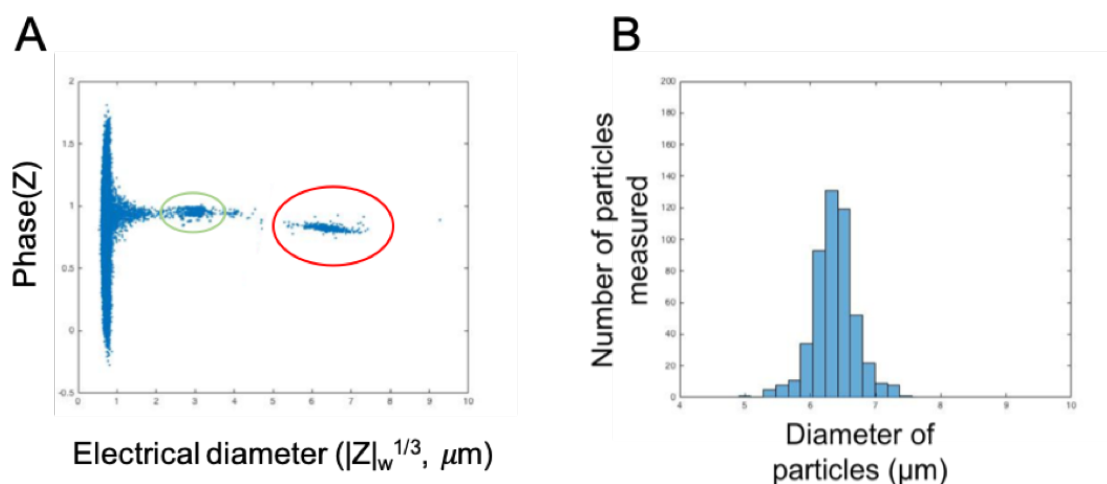 A
Phase(Z)
2
1.5
1
0.5
0
-0.5
0 1 2 3 4 5 6 7 8 9 10
Electrical diameter (|Z|w^1/3, μm)
B
Number of particles
measured
200
180
160
140
120
100
80
60
40
20
0
4 5 6 7 8 9 10
Diameter of
particles (μm)